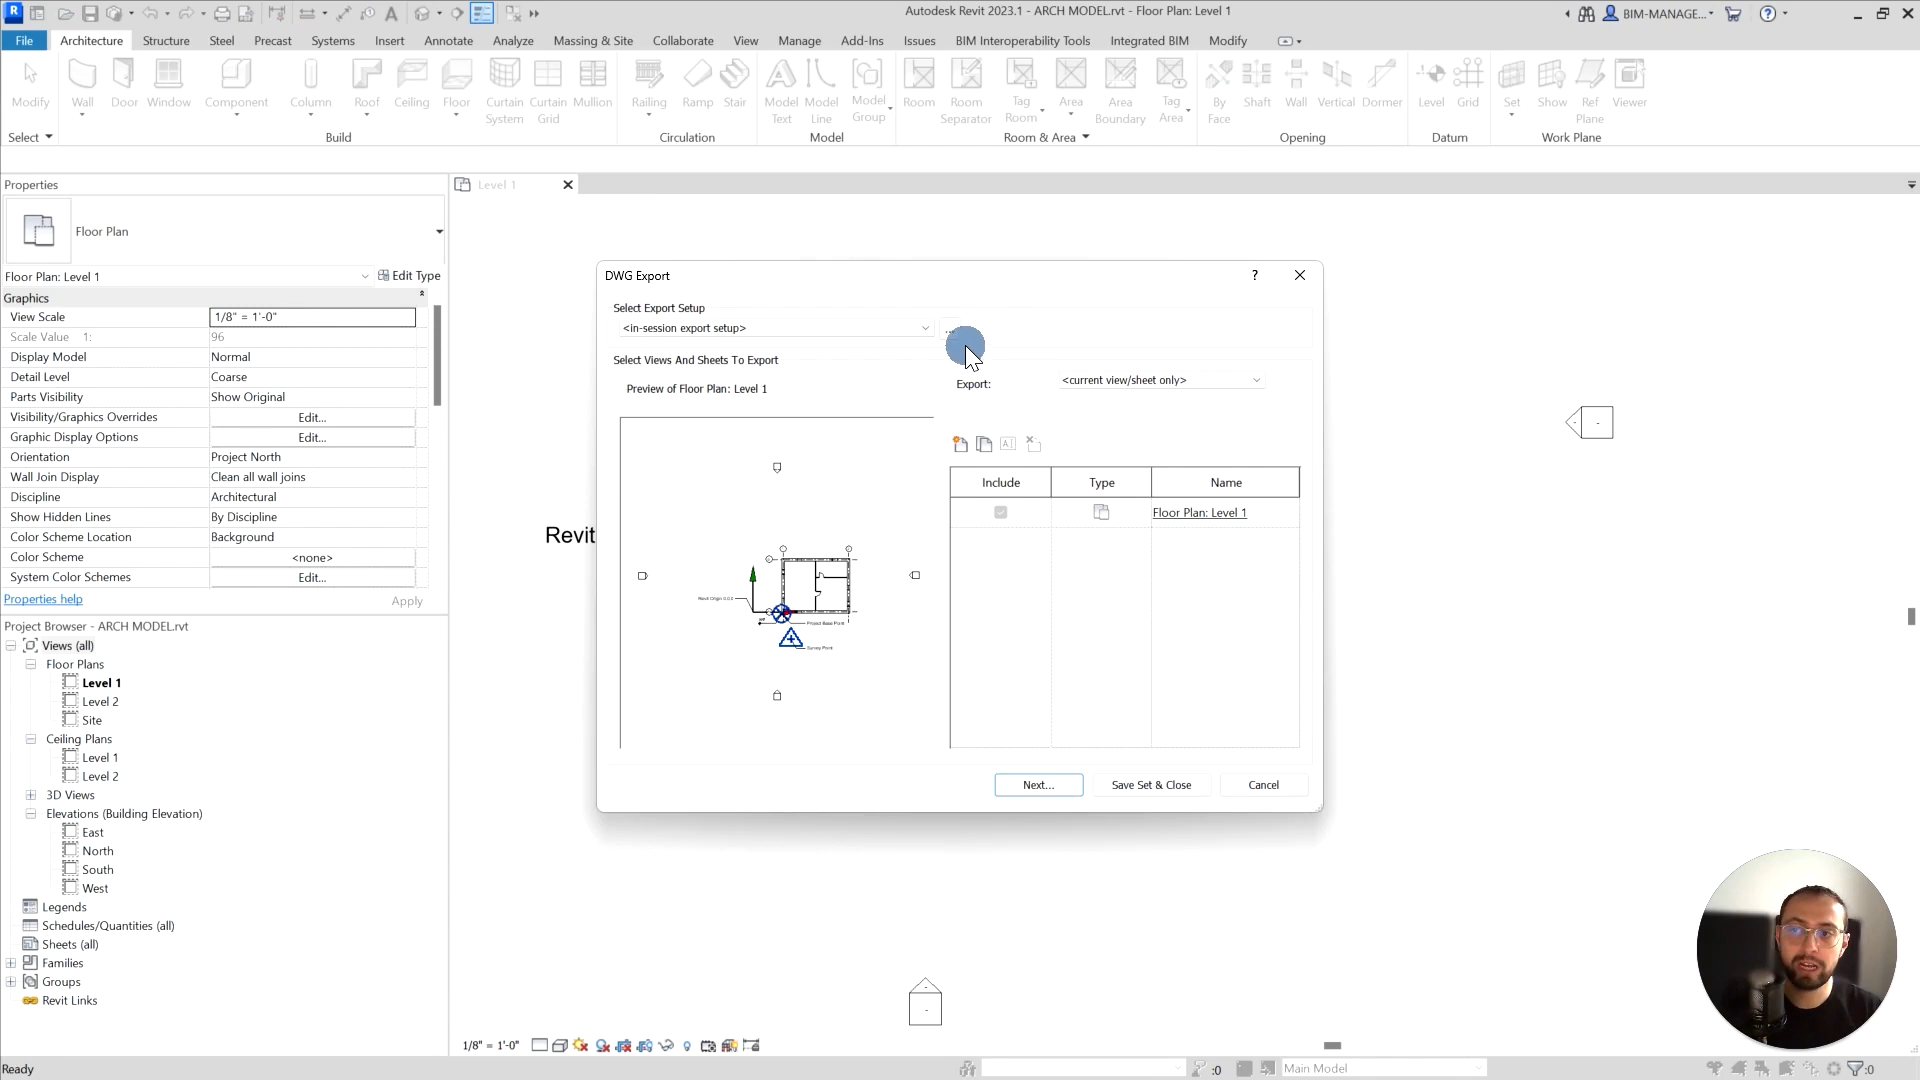 Autodesk Revit 2023.1 - ARCH MODEL.rvt - Floor Plan: Level 1
BIM-MANAGE...
File Architecture Structure Steel Precast Systems Insert Annotate Analyze Massing & Site Collaborate View Manage Add-Ins Issues BIM Interoperability Tools Integrated BIM Modify
Modify Wall Door Window Component Column Roof Ceiling Floor Curtain System Curtain Grid Mullion Railing Ramp Stair Model Text Model Line Model Group Room Room Separator Tag Room Area Area Boundary Tag Area By Face Shaft Wall Vertical Dormer Level Grid Set Show Ref Plane Viewer
Select Build Circulation Model Room & Area Opening Datum Work Plane
Properties
Level 1
Floor Plan
Floor Plan: Level 1 Edit Type
Graphics
View Scale 1/8" = 1'-0"
Scale Value 1: 96
Display Model Normal
Detail Level Coarse
Parts Visibility Show Original
Visibility/Graphics Overrides Edit...
Graphic Display Options Edit...
Orientation Project North
Wall Join Display Clean all wall joins
Discipline Architectural
Show Hidden Lines By Discipline
Color Scheme Location Background
Color Scheme <none>
System Color Schemes Edit...
Properties help Apply
Project Browser - ARCH MODEL.rvt
Views (all)
Floor Plans
Level 1
Level 2
Site
Ceiling Plans
Level 1
Level 2
3D Views
Elevations (Building Elevation)
East
North
South
West
Legends
Schedules/Quantities (all)
Sheets (all)
Families
Groups
Revit Links
Revit
DWG Export
Select Export Setup
<in-session export setup>
...
Select Views And Sheets To Export
Preview of Floor Plan: Level 1
Export: <current view/sheet only>
Include Type Name
Floor Plan: Level 1
Revit Origin 0,0,0
Project Base Point
Survey Point
Next... Save Set & Close Cancel
1/8" = 1'-0"
Ready
:0
Main Model
:0